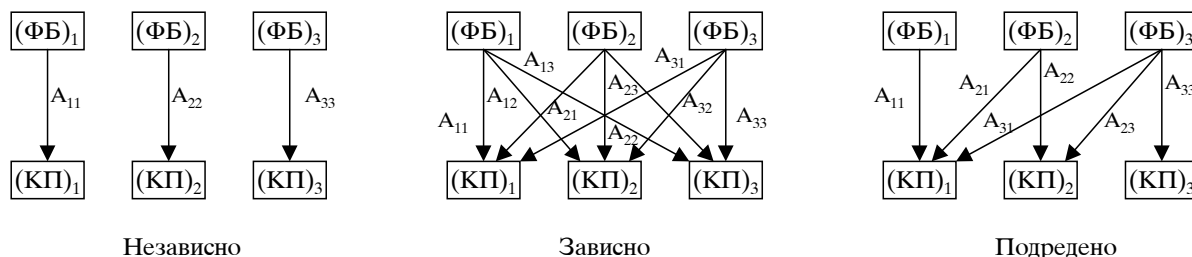 (ФБ)1 (ФБ)2 (ФБ)3 (ФБ)1 (ФБ)2 (ФБ)3 (ФБ)1 (ФБ)2 (ФБ)3
A11 A22 A33
A13 A31
A12 A21 A23 A32
A11 A22 A33
A11 A21 A22 A33
A31 A23
(КП)1 (КП)2 (КП)3 (КП)1 (КП)2 (КП)3 (КП)1 (КП)2 (КП)3
Независно Зависно Подредено